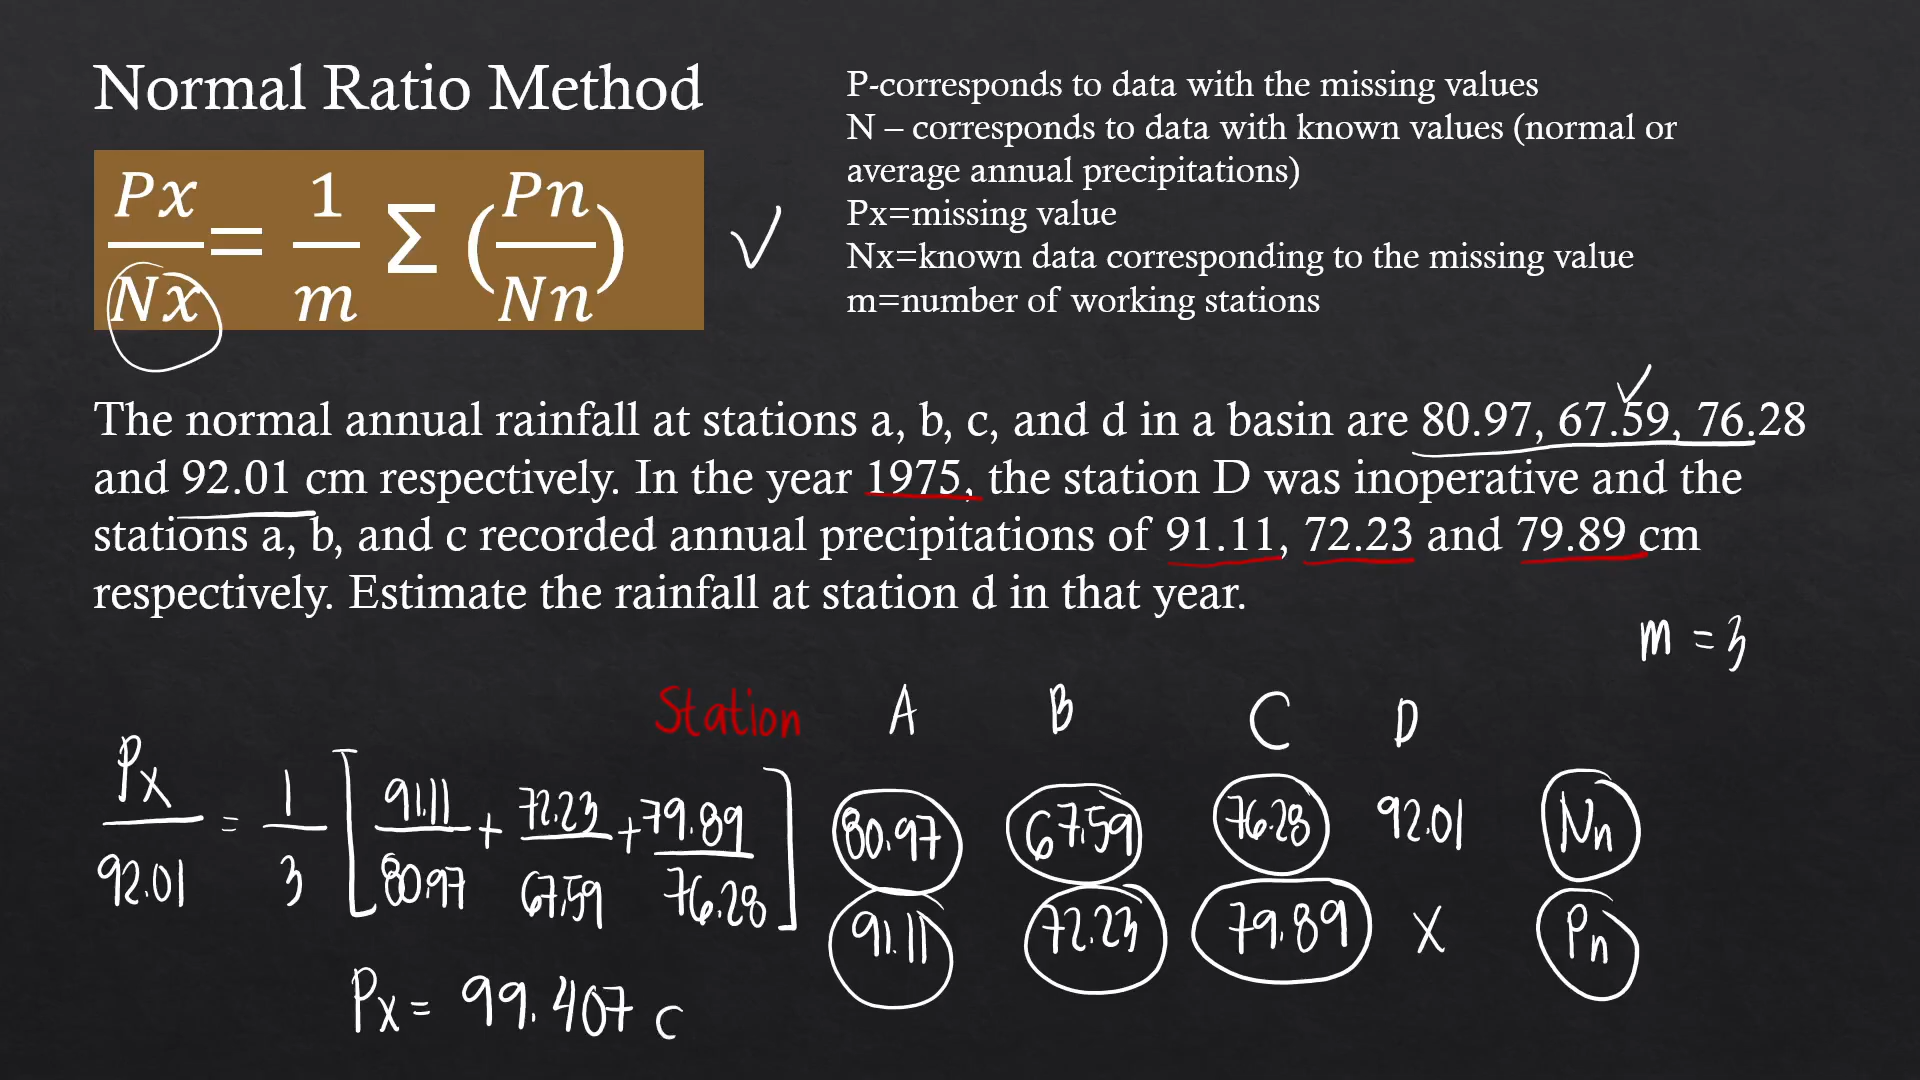 Normal Ratio Method
Px/Nx = 1/m Σ (Pn/Nn)
P-corresponds to data with the missing values
N – corresponds to data with known values (normal or
average annual precipitations)
Px=missing value
Nx=known data corresponding to the missing value
m=number of working stations
The normal annual rainfall at stations a, b, c, and d in a basin are 80.97, 67.59, 76.28
and 92.01 cm respectively. In the year 1975, the station D was inoperative and the
stations a, b, and c recorded annual precipitations of 91.11, 72.23 and 79.89 cm
respectively. Estimate the rainfall at station d in that year.
m = 3
Station A B C D
80.97 67.59 76.28 92.01 Nn
91.11 72.23 79.89 X Pn
Px/92.01 = 1/3 [91.11/80.97 + 72.23/67.59 + 79.89/76.28]
Px = 99.407 c